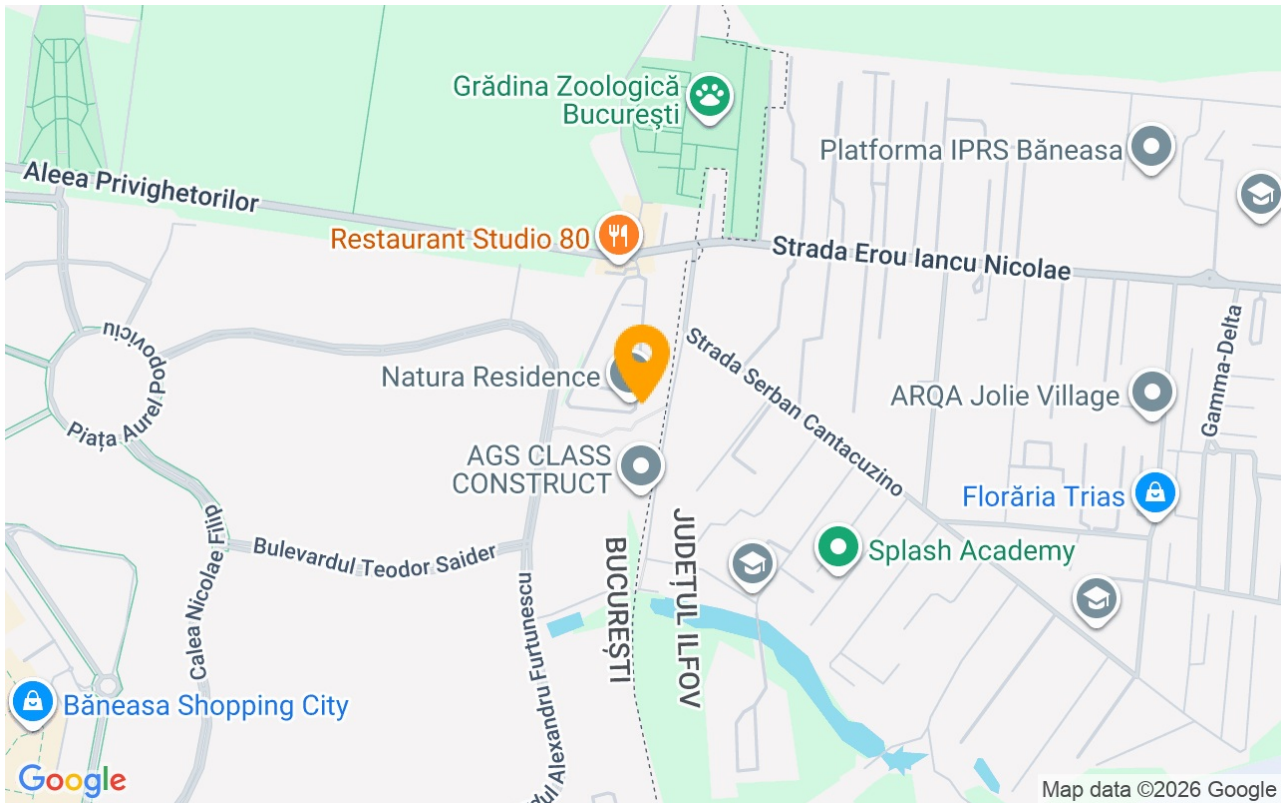 Grădina Zoologică
Bucureşti
Platforma IPRS Băneasa
Aleea Privighetorilor
Restaurant Studio 80
Strada Erou Iancu Nicolae
Piața Aurel Popoviciu
Natura Residence
Strada Serban Cantacuzino
ARQA Jolie Village
Gamma-Delta
AGS CLASS
CONSTRUCT
Florăria Trias
Calea Nicolae Filip
Bulevardul Teodor Saider
Splash Academy
BUCUREȘTI
JUDEȚUL ILFOV
dul Alexandru Furtunescu
Băneasa Shopping City
Google
Map data ©2026 Google